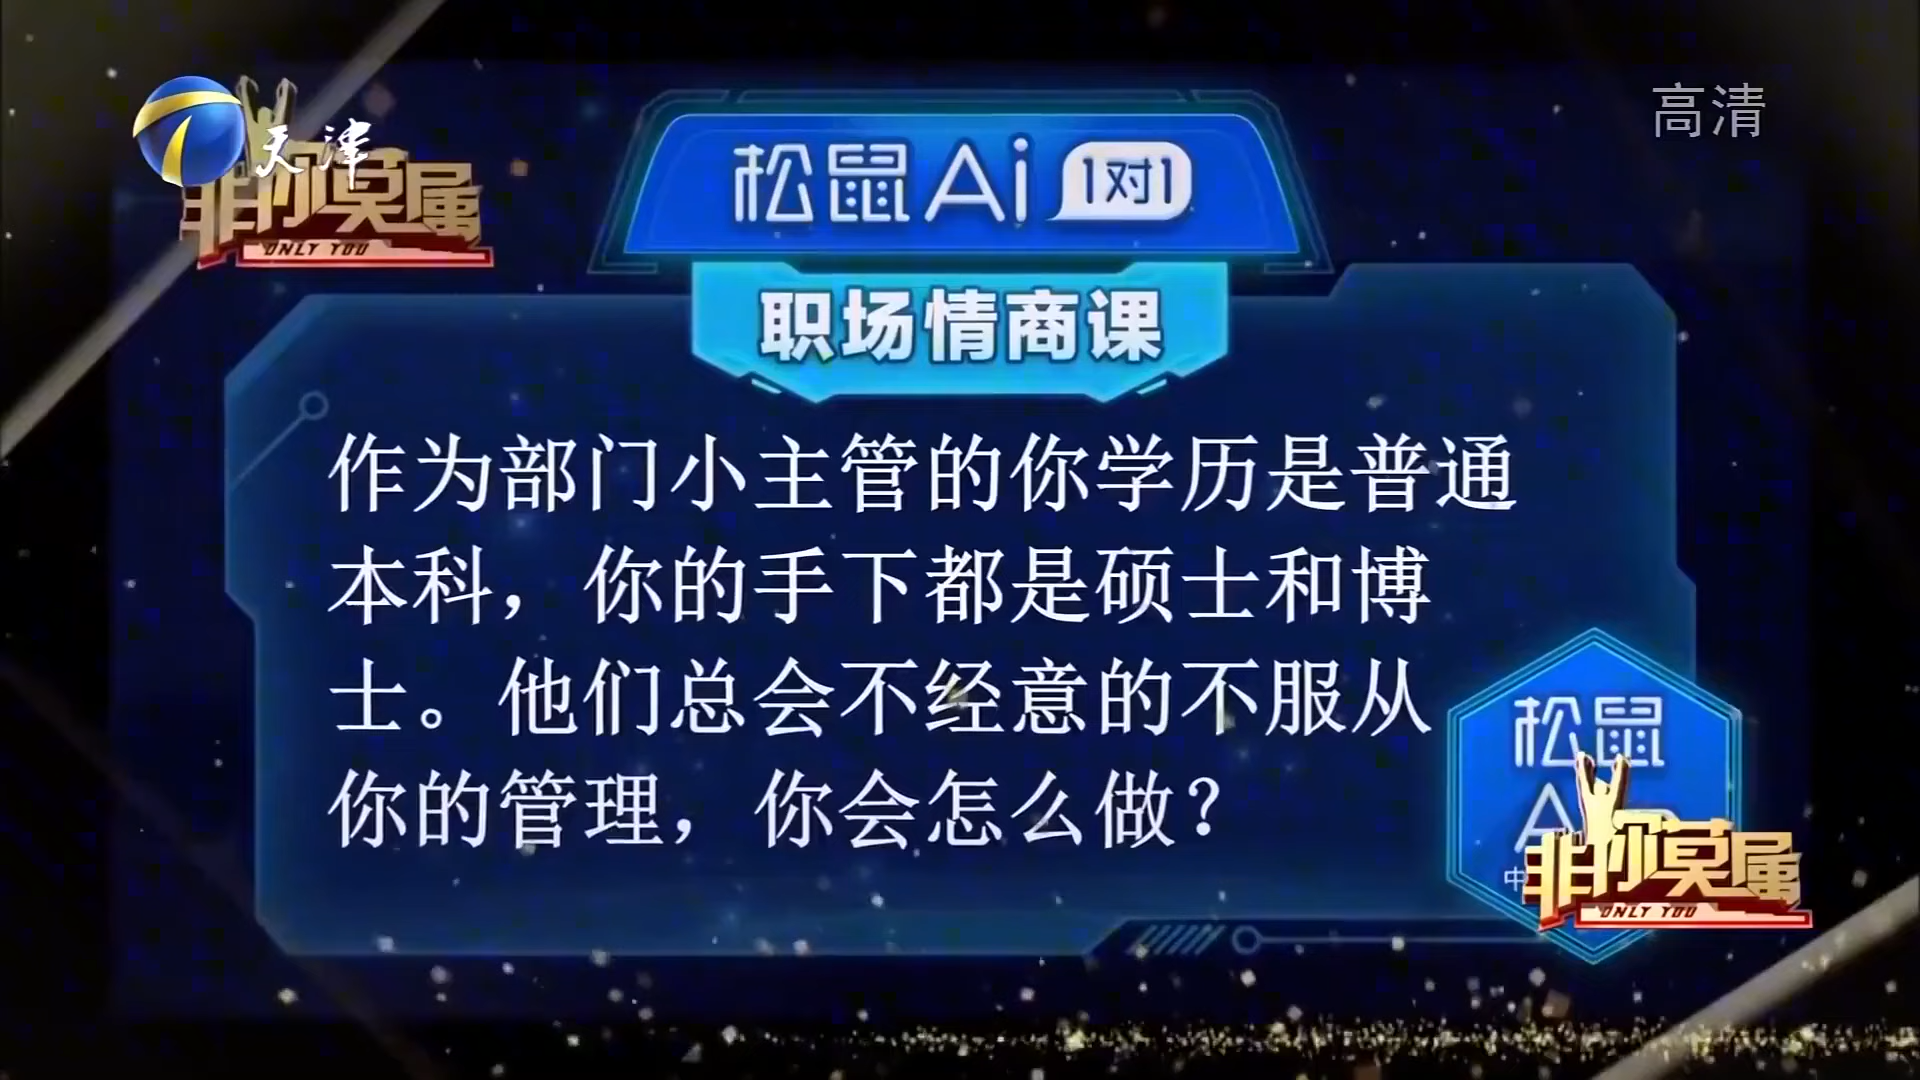 天津
高清
非你莫属
ONLY YOU
松鼠Ai 1对1
职场情商课
作为部门小主管的你学历是普通
本科，你的手下都是硕士和博
士。他们总会不经意的不服从
你的管理，你会怎么做？
松鼠
中
非你莫属
ONLY YOU